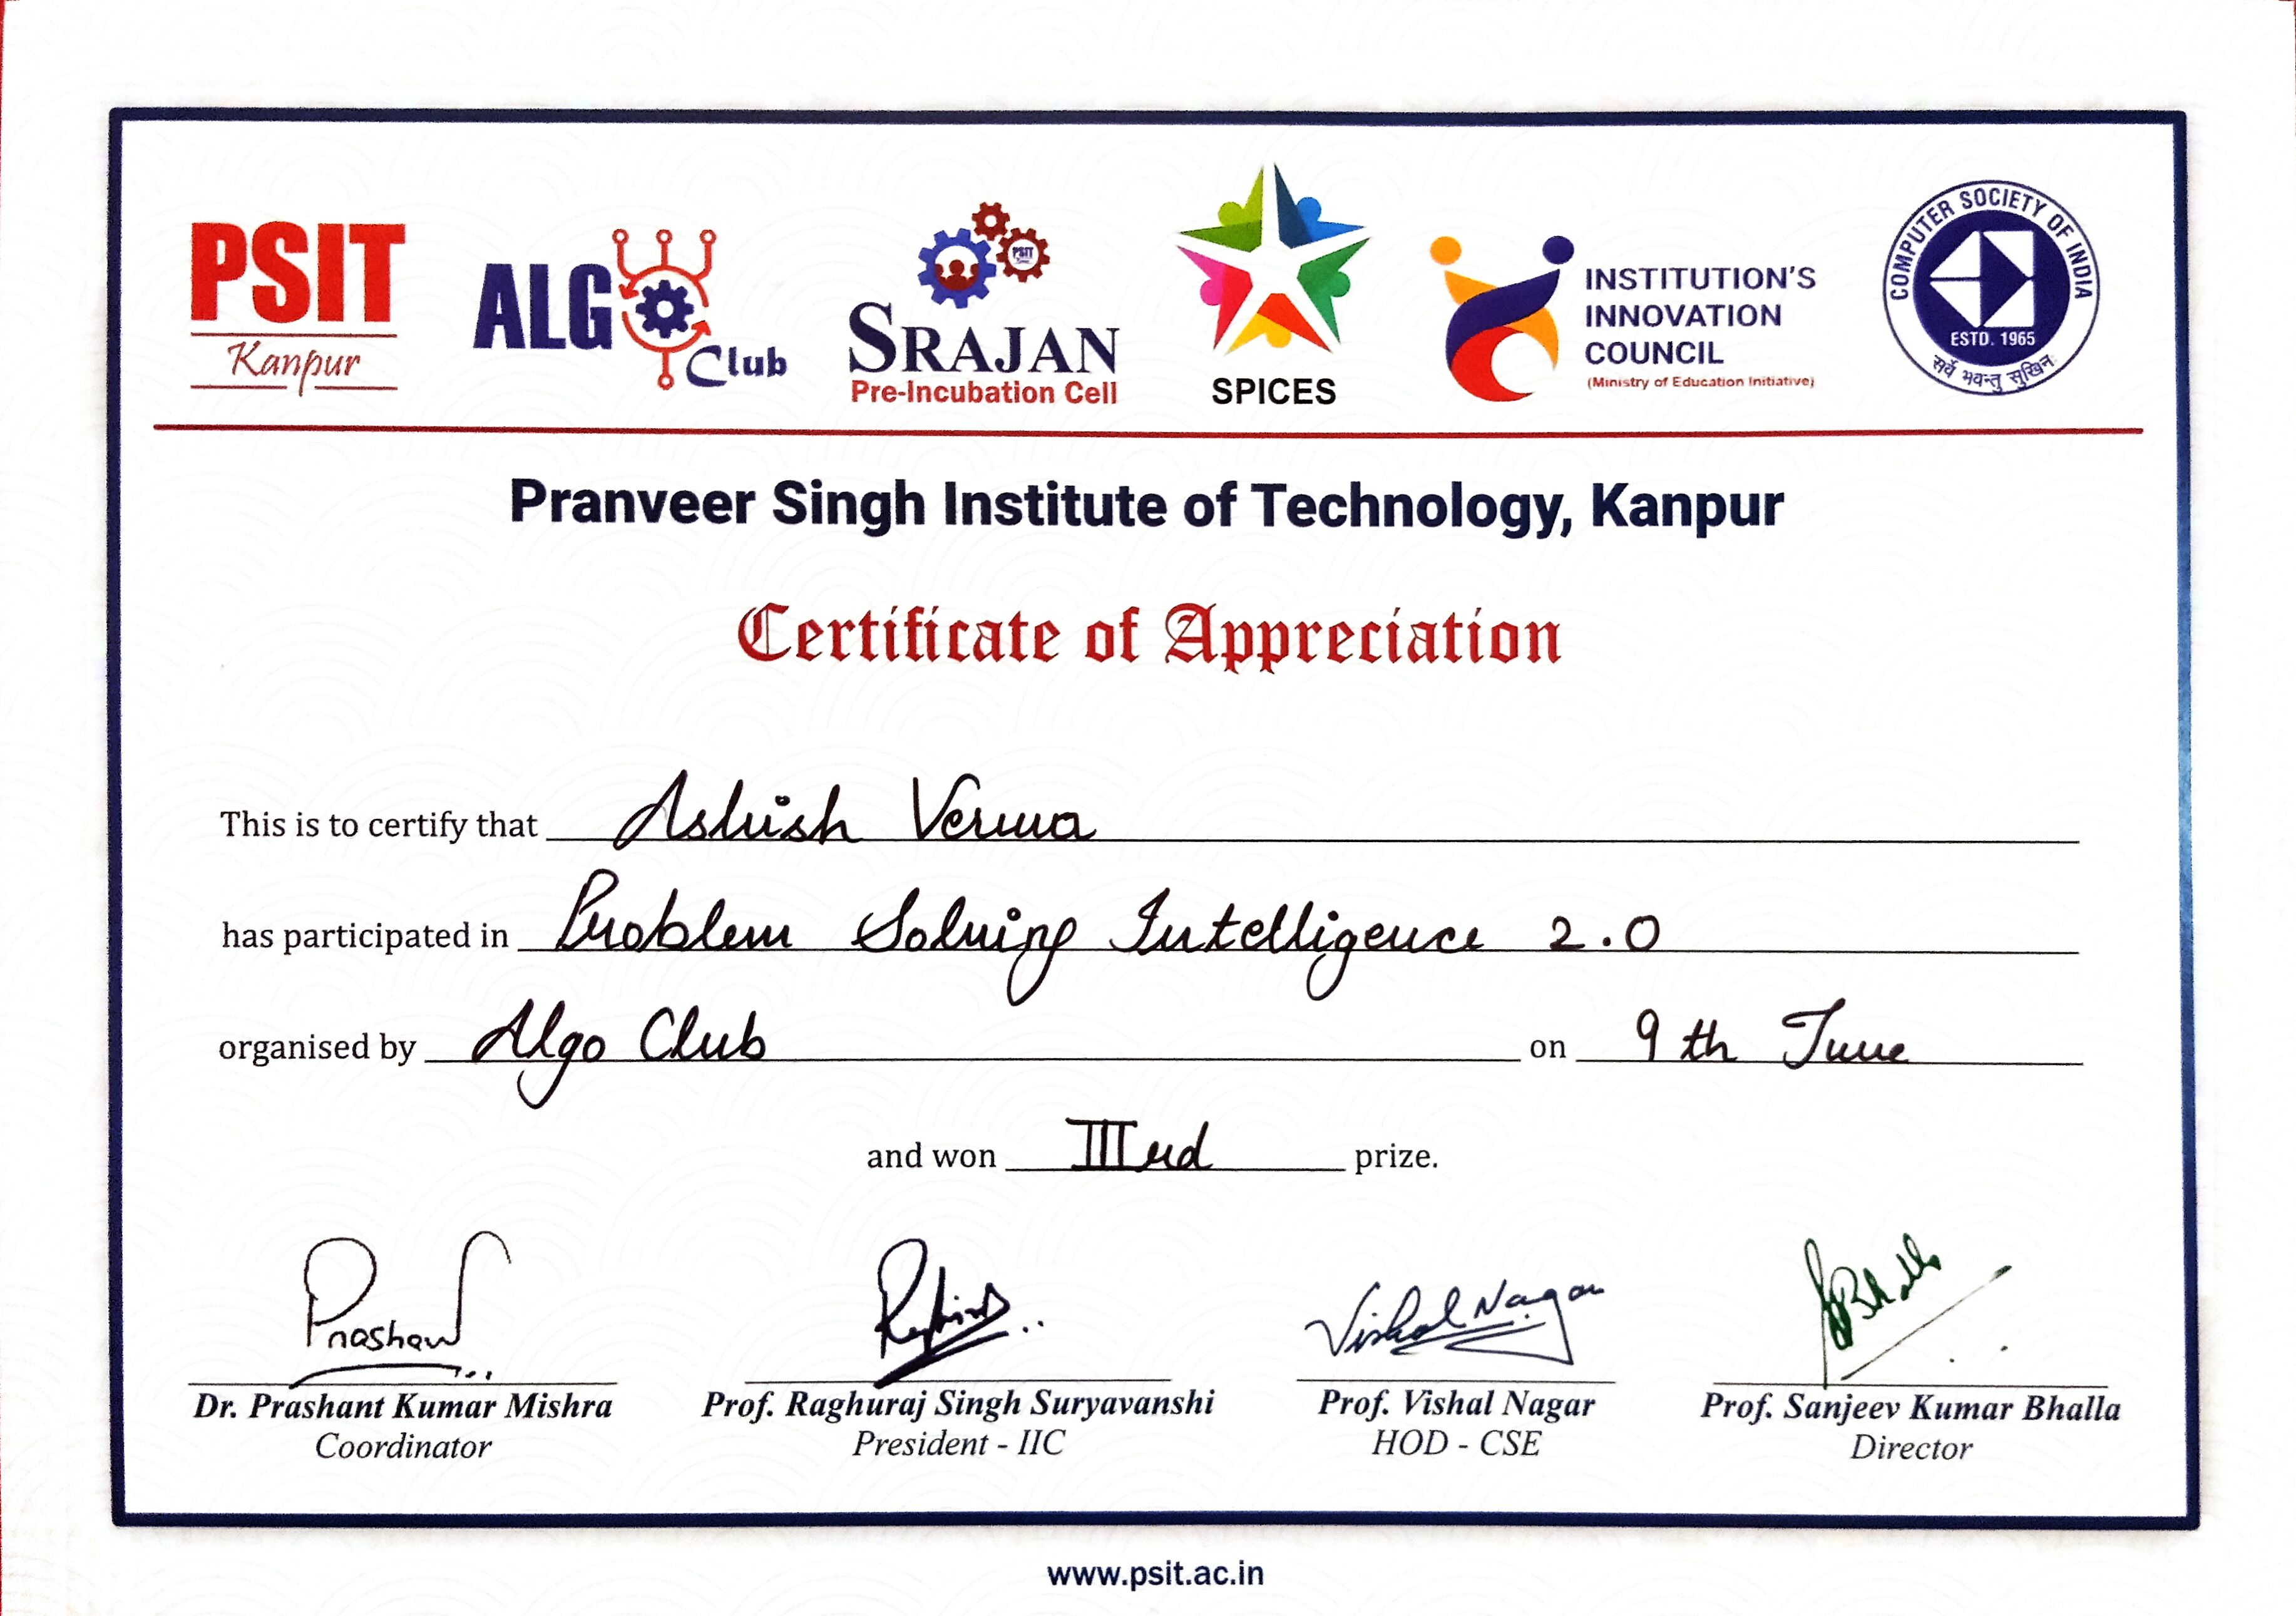 PSIT
Kanpur
ALGO
Club
PSIT
SRAJAN
Pre-Incubation Cell
SPICES
INSTITUTION'S
INNOVATION
COUNCIL
(Ministry of Education Initiative)
COMPUTER SOCIETY OF INDIA
ESTD. 1965
सर्वे भवन्तु सुखिनः
Pranveer Singh Institute of Technology, Kanpur
Certificate of Appreciation
This is to certify that Ashish Verma
has participated in Problem Solving Intelligence 2.0
organised by Algo Club on 9th June
and won IIIrd prize.
Prashant
Vishal Nagar
SBhalla
Dr. Prashant Kumar Mishra
Coordinator
Prof. Raghuraj Singh Suryavanshi
President - IIC
Prof. Vishal Nagar
HOD - CSE
Prof. Sanjeev Kumar Bhalla
Director
www.psit.ac.in